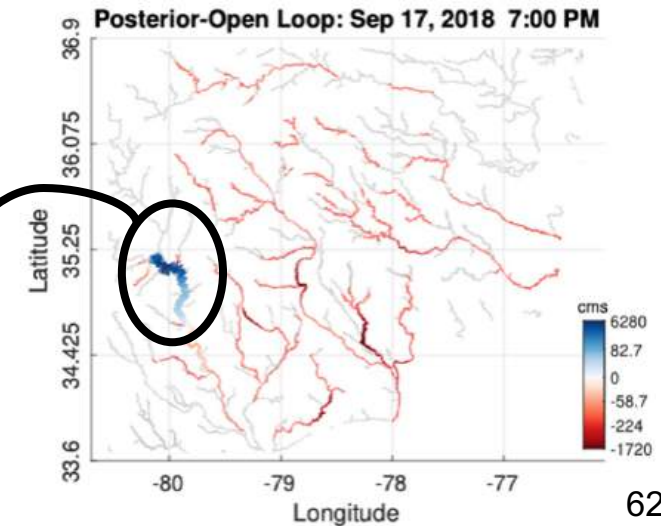 Posterior-Open Loop: Sep 17, 2018 7:00 PM
36.9
36.075
35.25
34.425
33.6
Latitude
-80 -79 -78 -77
Longitude
cms
6280
82.7
0
-58.7
-224
-1720
62